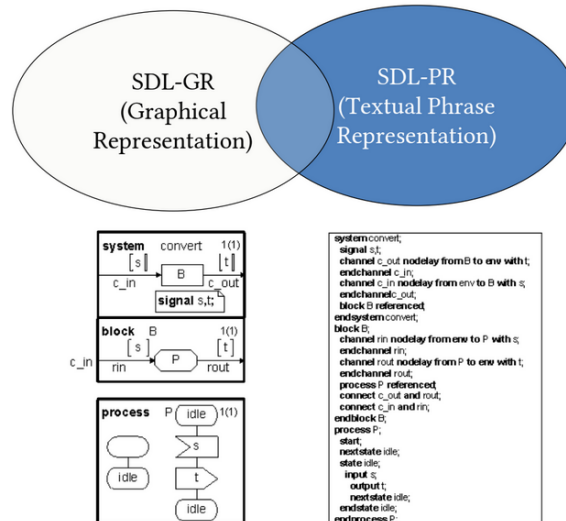 SDL-GR
(Graphical
Representation)
SDL-PR
(Textual Phrase
Representation)
system convert 1(1)
[s] [t]
B
c_in c_out
signal s,t;
block B 1(1)
[s] [t]
P
c_in rin rout
process P idle 1(1)
s
idle t
idle
system convert;
signal s,t;
channel c_out nodelay from B to env with t;
endchannel c_in;
channel c_in nodelay from env to B with s;
endchannel c_out;
block B referenced;
endsystem convert;
block B;
channel rin nodelay from env to P with s;
endchannel rin;
channel rout nodelay from P to env with t;
endchannel rout;
process P referenced;
connect c_out and rout;
connect c_in and rin;
endblock B;
process P;
start;
nextstate idle;
state idle;
input s;
output t;
nextstate idle;
endstate idle;
endprocess P;